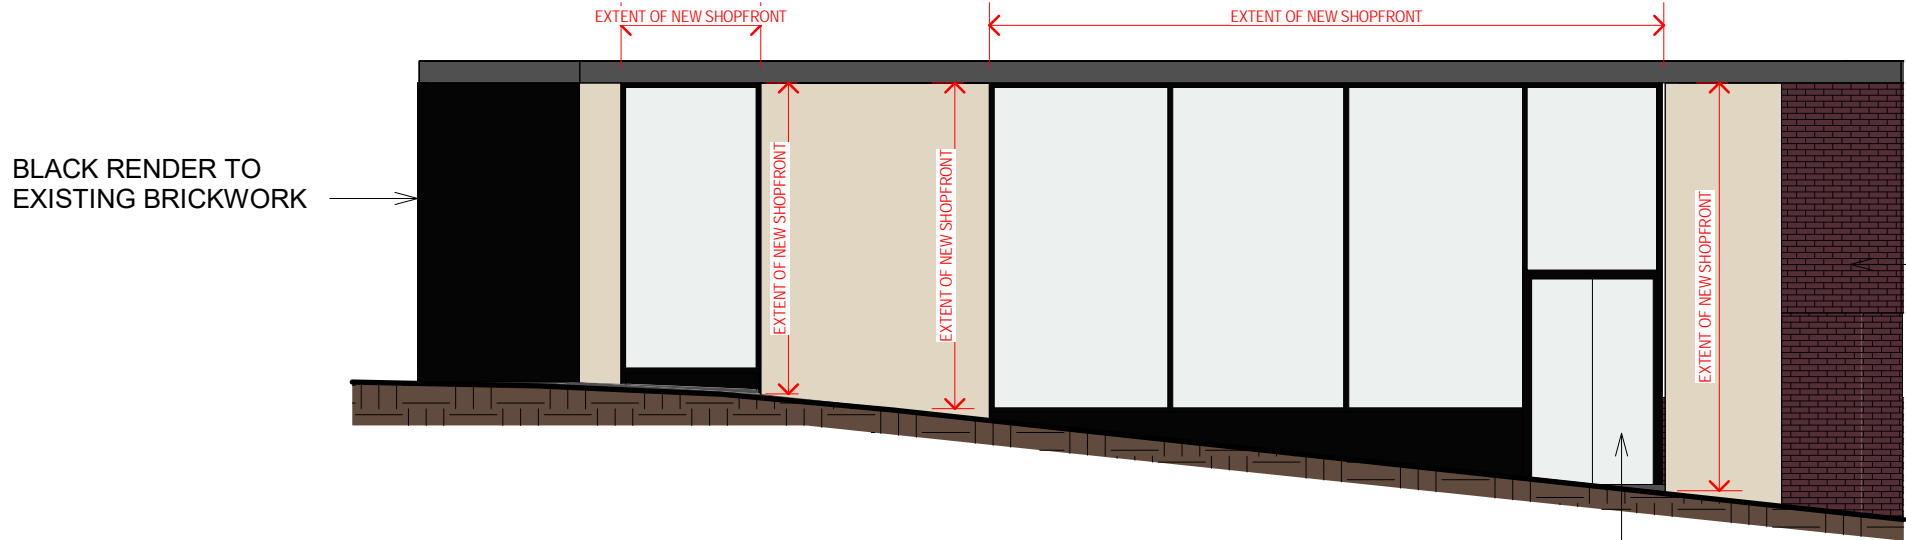 EXTENT OF NEW SHOPFRONT
EXTENT OF NEW SHOPFRONT
BLACK RENDER TO
EXISTING BRICKWORK
EXTENT OF NEW SHOPFRONT
EXTENT OF NEW SHOPFRONT
EXTENT OF NEW SHOPFRONT